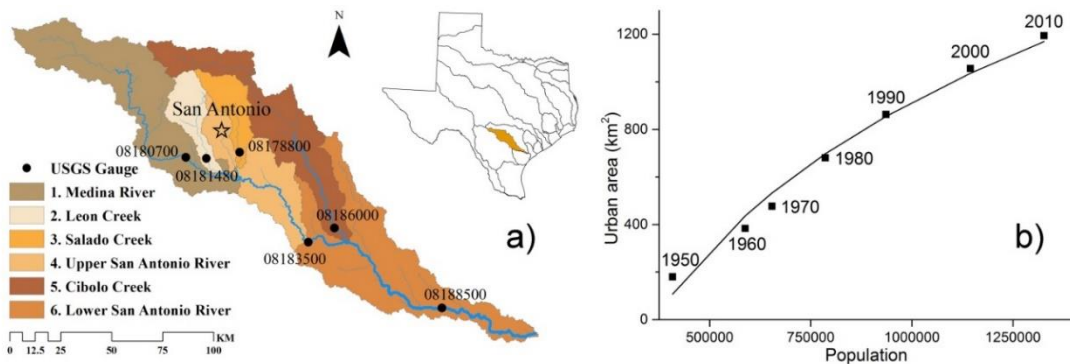 N
San Antonio
08180700
08178800
08181480
USGS Gauge
1. Medina River
2. Leon Creek
3. Salado Creek
4. Upper San Antonio River
5. Cibolo Creek
6. Lower San Antonio River
08186000
08183500
08188500
0 12.5 25 50 75 100
KM
a)
Urban area (km²)
1200
800
400
0
1950
1960
1970
1980
1990
2000
2010
b)
500000 750000 1000000 1250000
Population